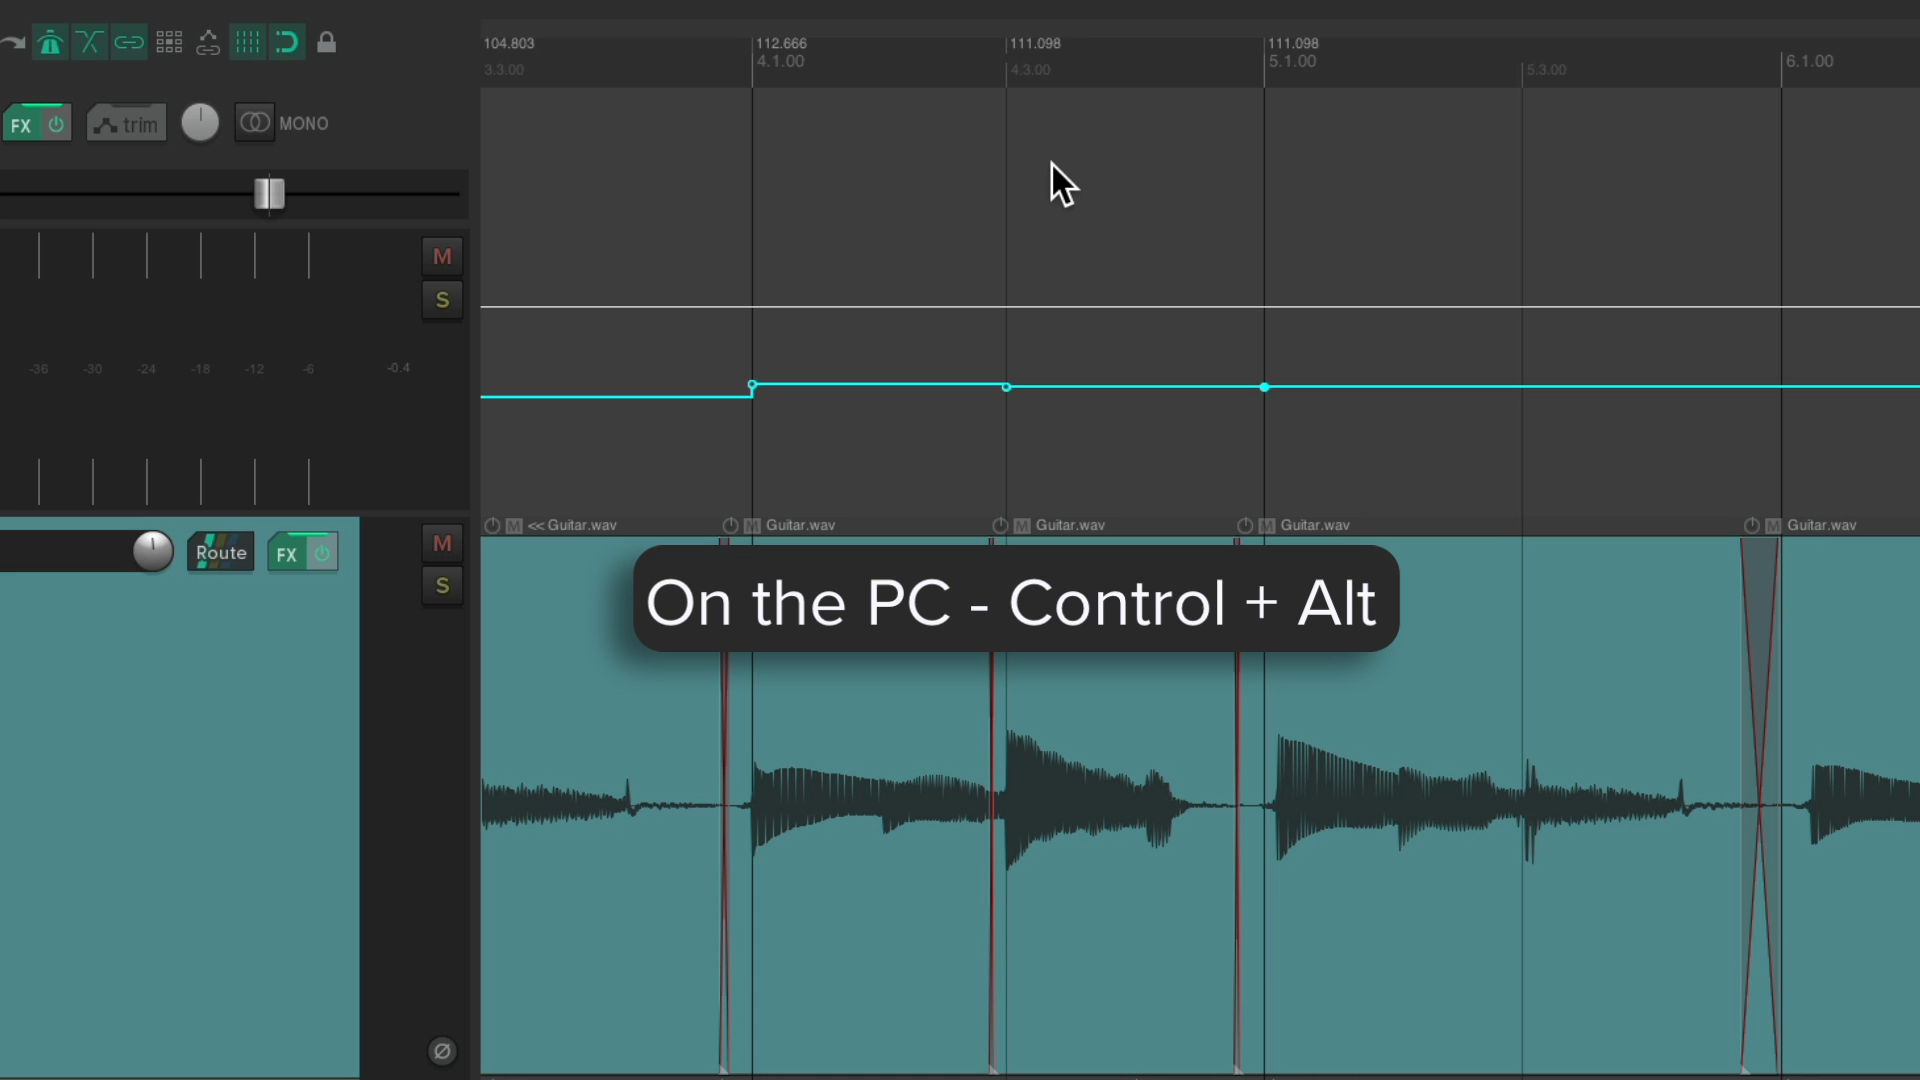 104.803 112.666 111.098 111.098
3.3.00 4.1.00 4.3.00 5.1.00 5.3.00 6.1.00
FX trim MONO
M
S
-36 -30 -24 -18 -12 -6 -0.4
M << Guitar.wav M Guitar.wav M Guitar.wav M Guitar.wav M Guitar.wav
Route FX M
S
On the PC - Control + Alt